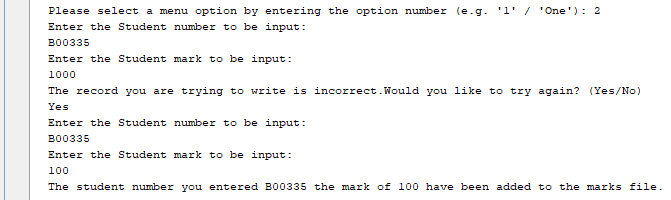 Please select a menu option by entering the option number (e.g. '1' / 'One'): 2
Enter the Student number to be input:
B00335
Enter the Student mark to be input:
1000
The record you are trying to write is incorrect.Would you like to try again? (Yes/No)
Yes
Enter the Student number to be input:
B00335
Enter the Student mark to be input:
100
The student number you entered B00335 the mark of 100 have been added to the marks file.